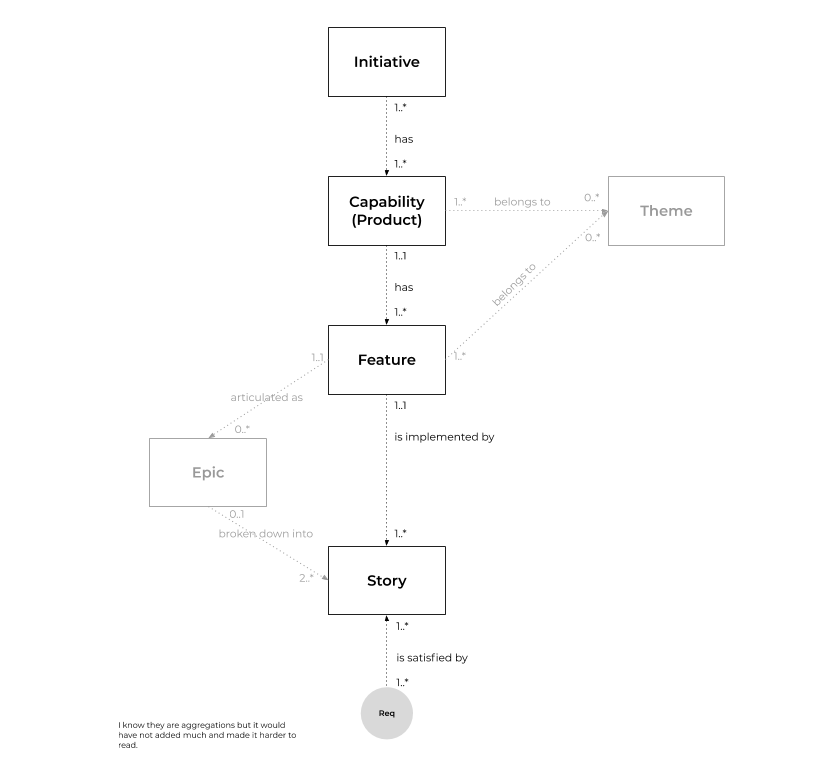 Initiative
1..*
has
1..*
Capability
(Product)
1..*
belongs to
0..*
Theme
0..*
1..1
has
1..*
belongs to
Feature
1..*
1..1
articulated as
0..*
1..1
is implemented by
Epic
0..1
broken down into
2..*
1..*
Story
1..*
is satisfied by
1..*
Req
I know they are aggregations but it would
have not added much and made it harder to
read.